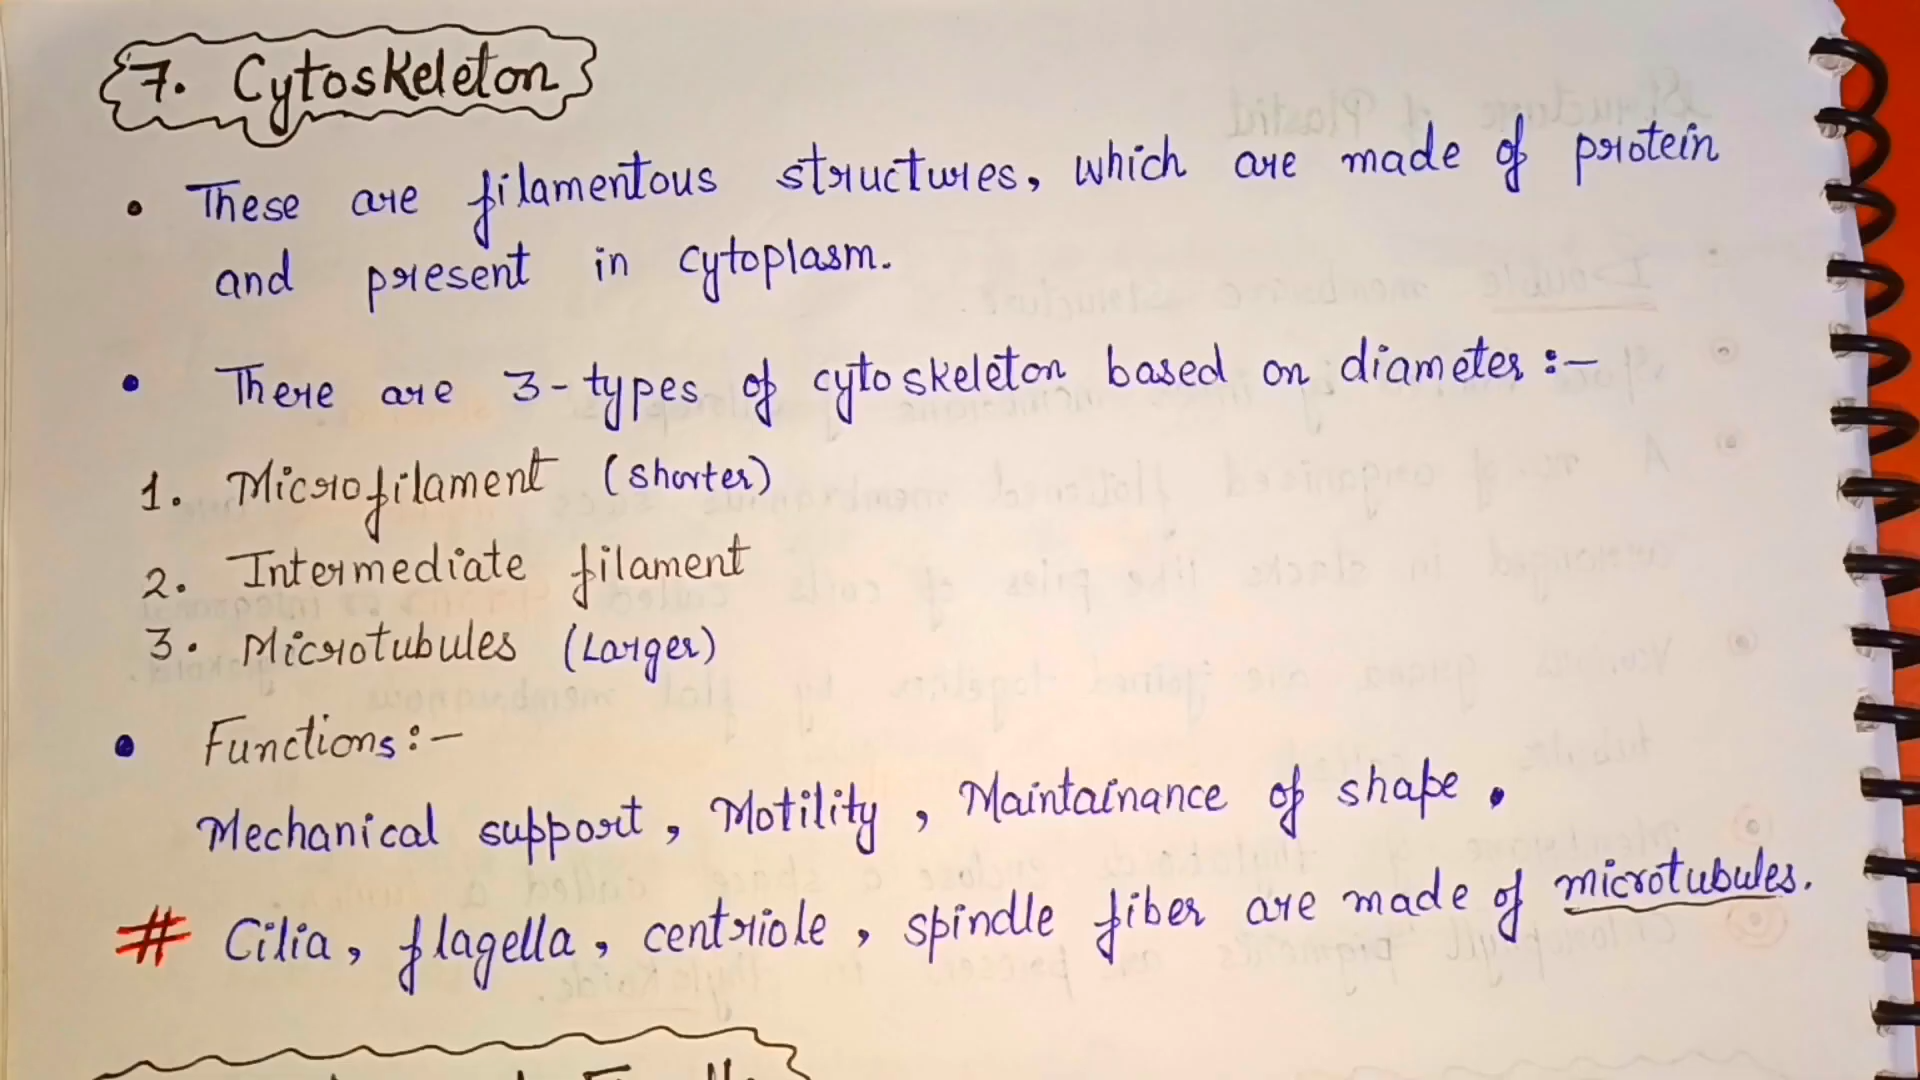 7. Cytoskeleton
• These are filamentous structures, which are made of protein
and present in cytoplasm.
• There are 3-types of cytoskeleton based on diameter :-
1. Microfilament (shorter)
2. Intermediate filament
3. Microtubules (Larger)
• Functions :-
Mechanical support, Motility, Maintainance of shape.
# Cilia, flagella, centriole, spindle fiber are made of microtubules.